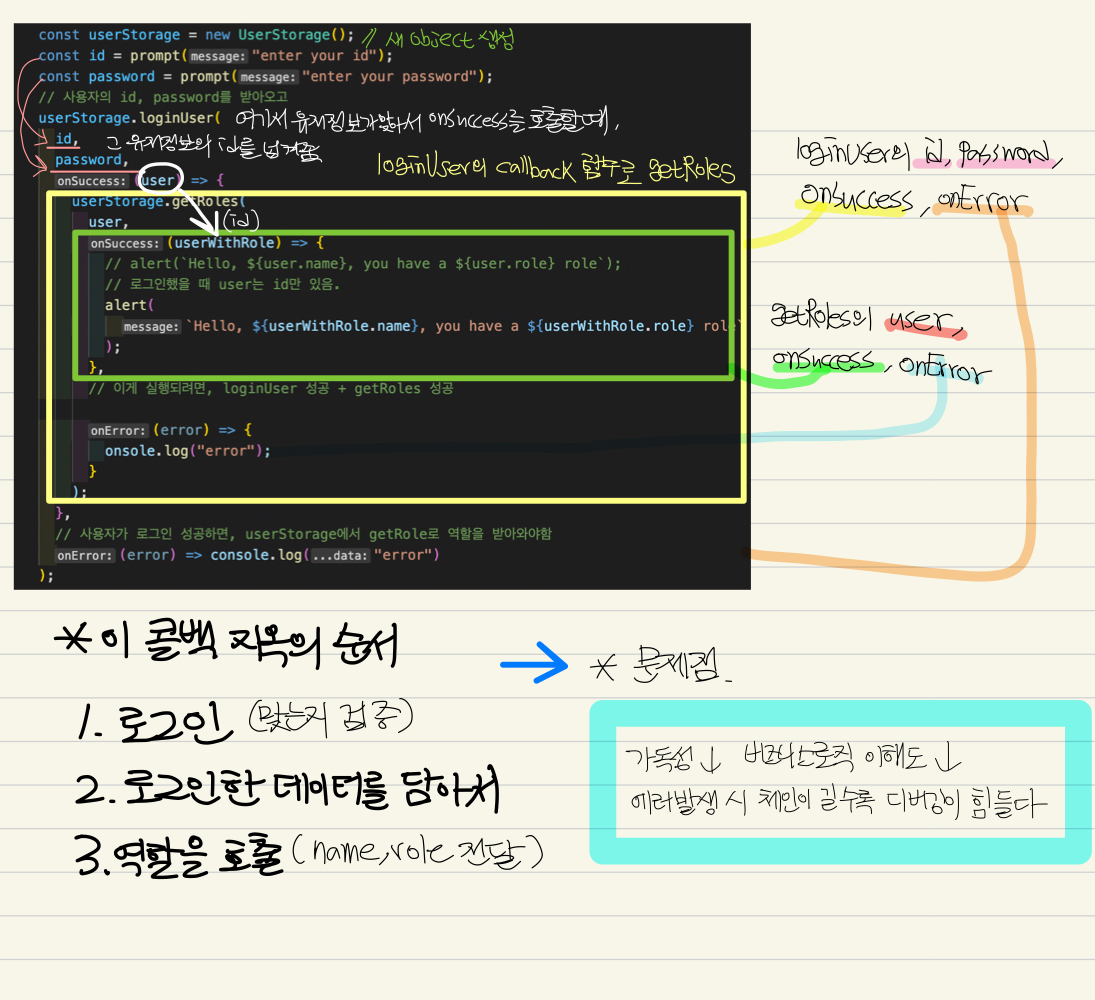 const userStorage = new UserStorage(); // 새 object 생성
const id = prompt( message: "enter your id");
const password = prompt( message: "enter your password");
// 사용자의 id, password를 받아오고
userStorage.loginUser( 여기서 유저정보가 맞아서 onSuccess를 호출할때,
id, 그 유저정보의 id를 넘겨줌
password,
loginUser의 callback 함수로 getRoles
onSuccess: (user) => {
userStorage.getRoles(
user, (id)
onSuccess: (userWithRole) => {
// alert(`Hello, ${user.name}, you have a ${user.role} role`);
// 로그인했을 때 user는 id만 있음.
alert(
message: `Hello, ${userWithRole.name}, you have a ${userWithRole.role} role`
);
},
// 이게 실행되려면, loginUser 성공 + getRoles 성공
onError: (error) => {
onsole.log("error");
}
);
},
// 사용자가 로그인 성공하면, userStorage에서 getRole로 역할을 받아와야함
onError: (error) => console.log( ...data: "error")
);
loginUser의 id, password,
onSuccess, onError
getRoles의 user,
onSuccess, onError
* 이 콜백 지옥의 순서
1. 로그인 (맞는지 검증)
2. 로그인한 데이터를 담아서
3. 역할을 호출 (name, role 전달)
→ * 문제점.
가독성 ↓ 비즈니스로직 이해도 ↓
에러발생 시 체인이 길수록 디버깅이 힘들다